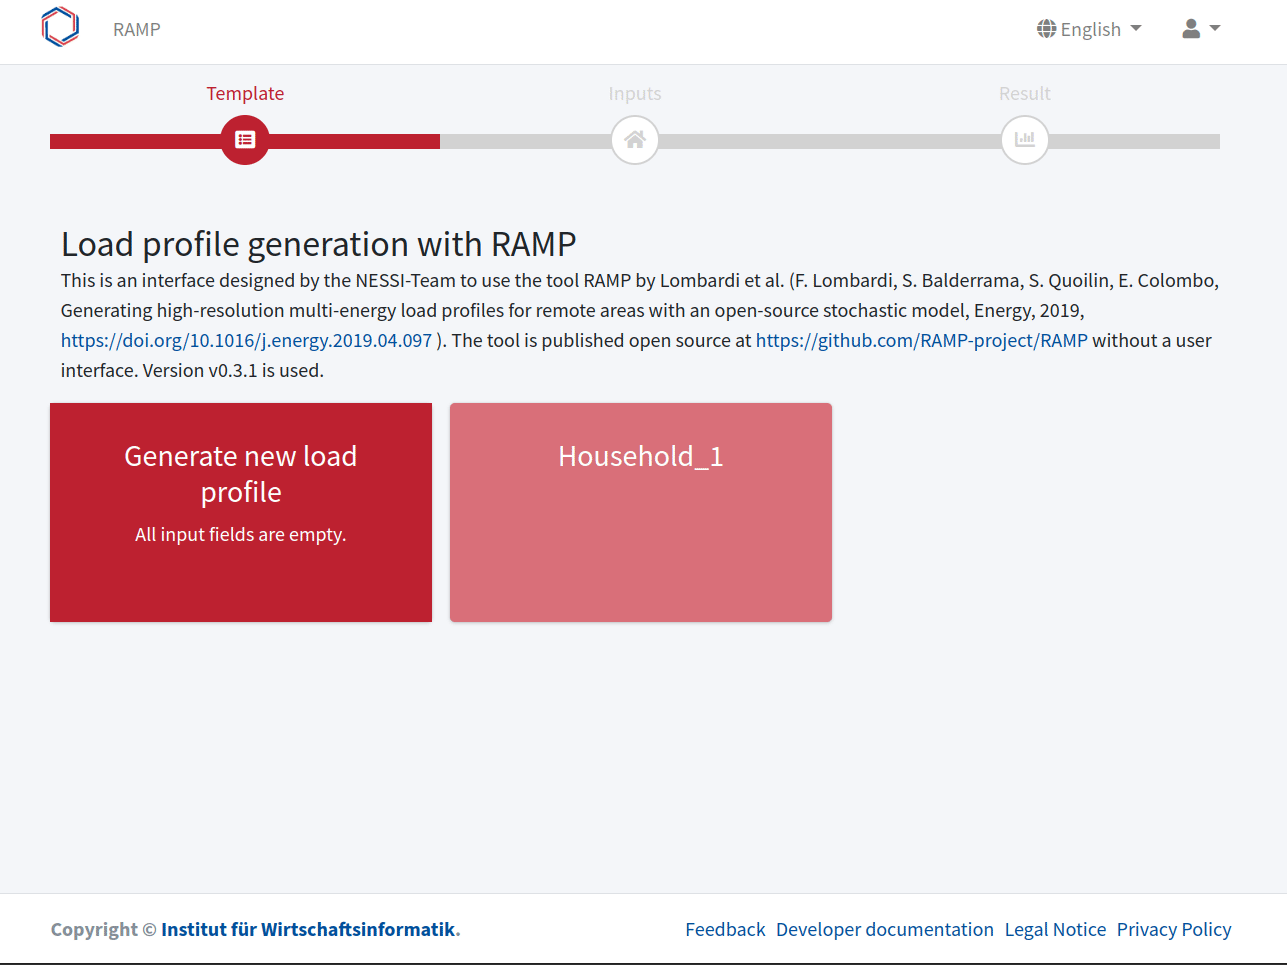 RAMP
English
Template
Inputs
Result
Load profile generation with RAMP
This is an interface designed by the NESSI-Team to use the tool RAMP by Lombardi et al. (F. Lombardi, S. Balderrama, S. Quoilin, E. Colombo,
Generating high-resolution multi-energy load profiles for remote areas with an open-source stochastic model, Energy, 2019,
https://doi.org/10.1016/j.energy.2019.04.097 ). The tool is published open source at https://github.com/RAMP-project/RAMP without a user
interface. Version v0.3.1 is used.
Generate new load
profile
All input fields are empty.
Household_1
Copyright © Institut für Wirtschaftsinformatik.
Feedback Developer documentation Legal Notice Privacy Policy